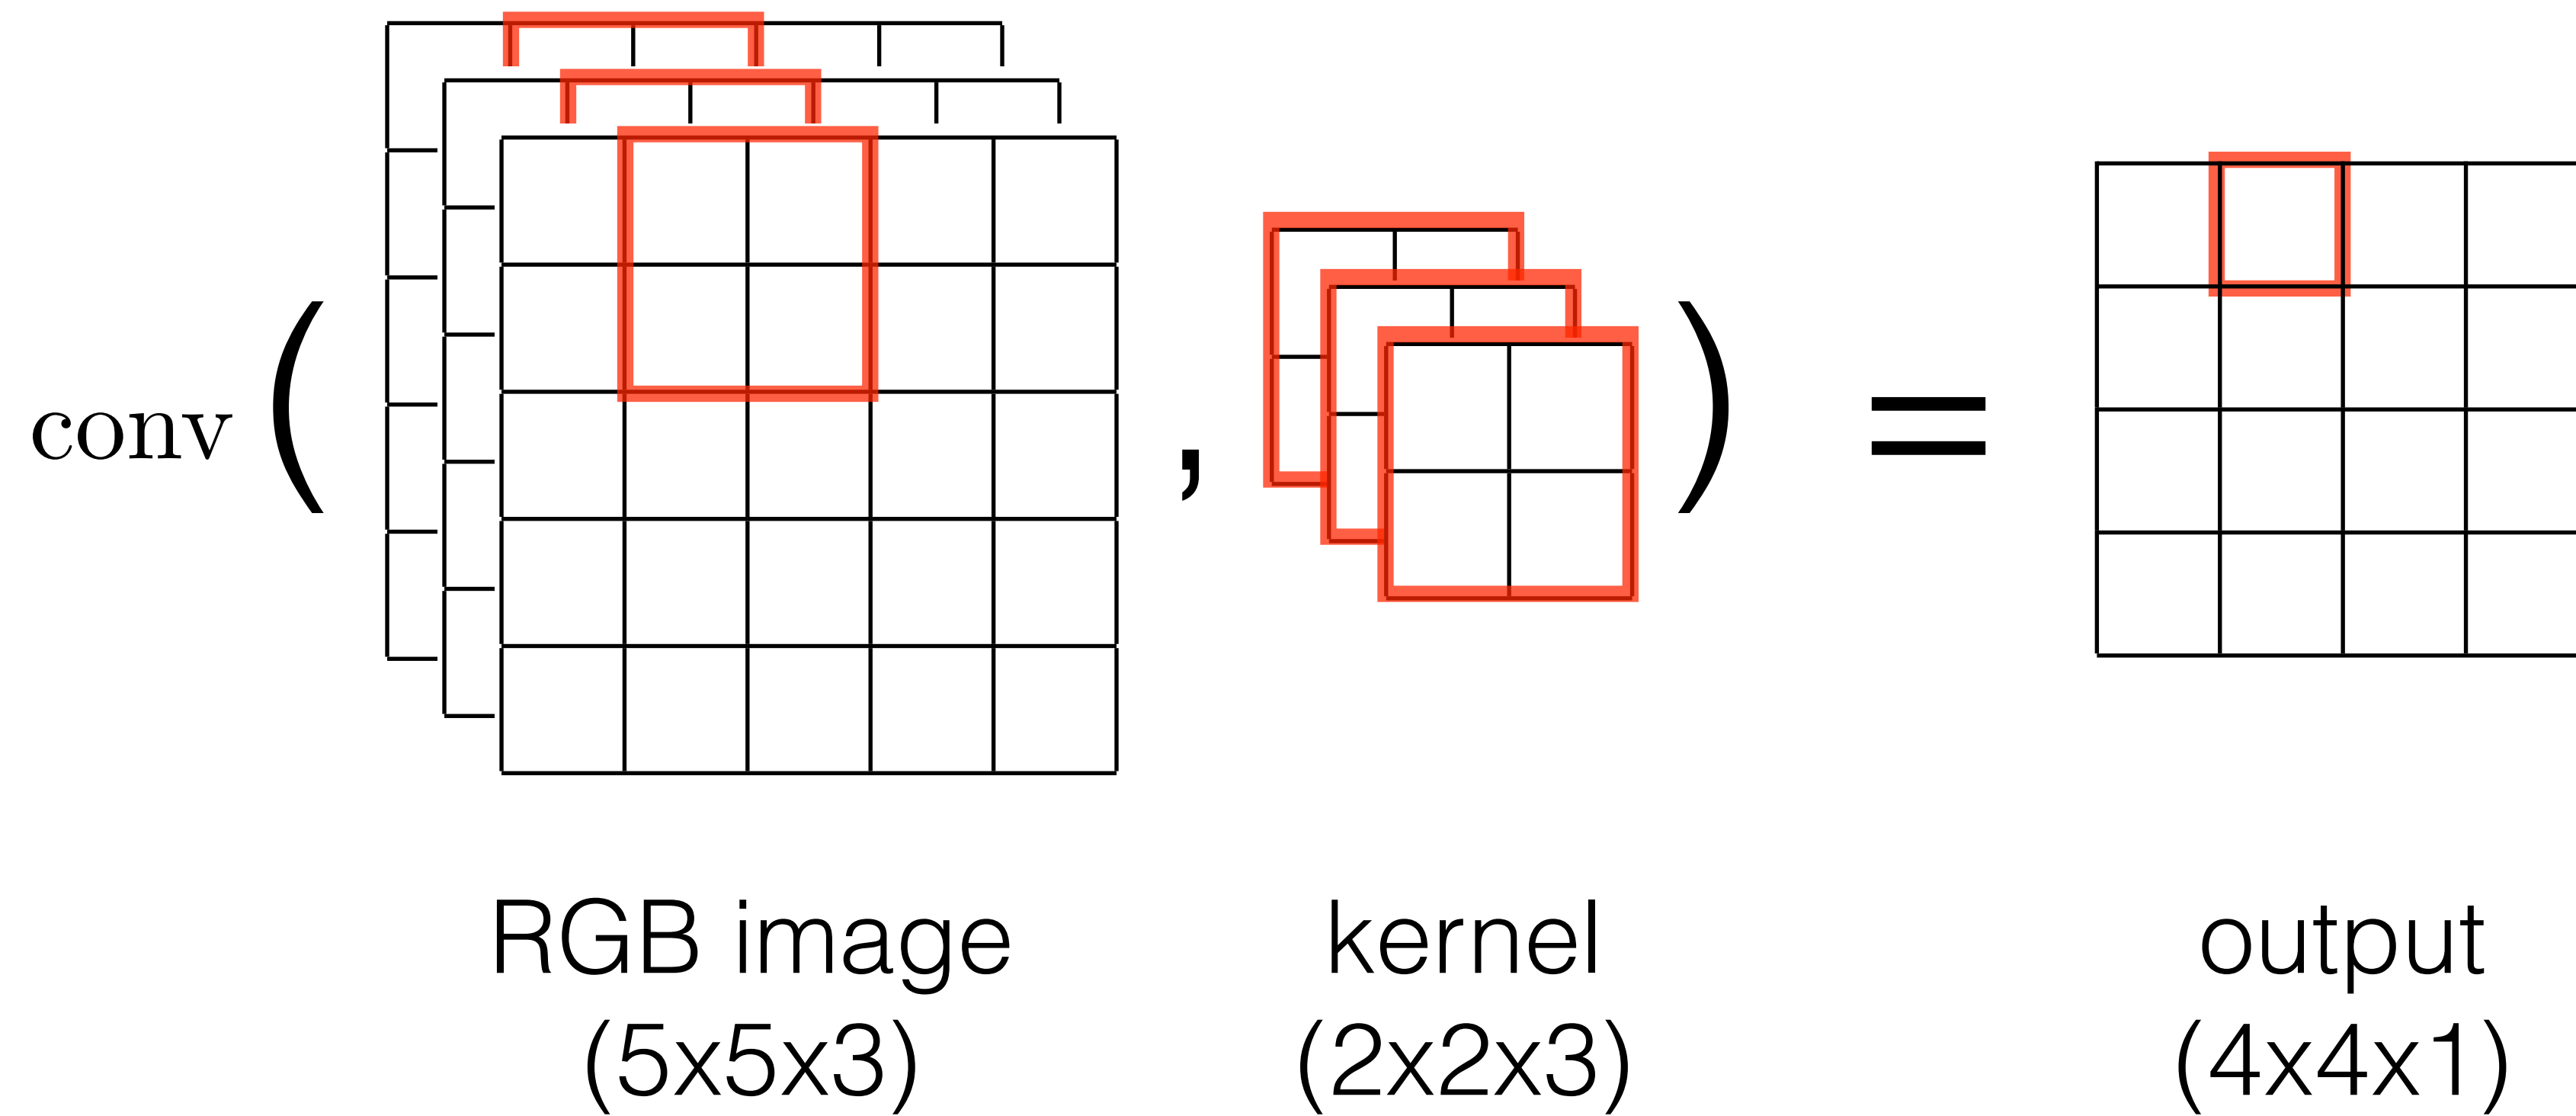 conv ( , ) =
RGB image
(5x5x3)
kernel
(2x2x3)
output
(4x4x1)